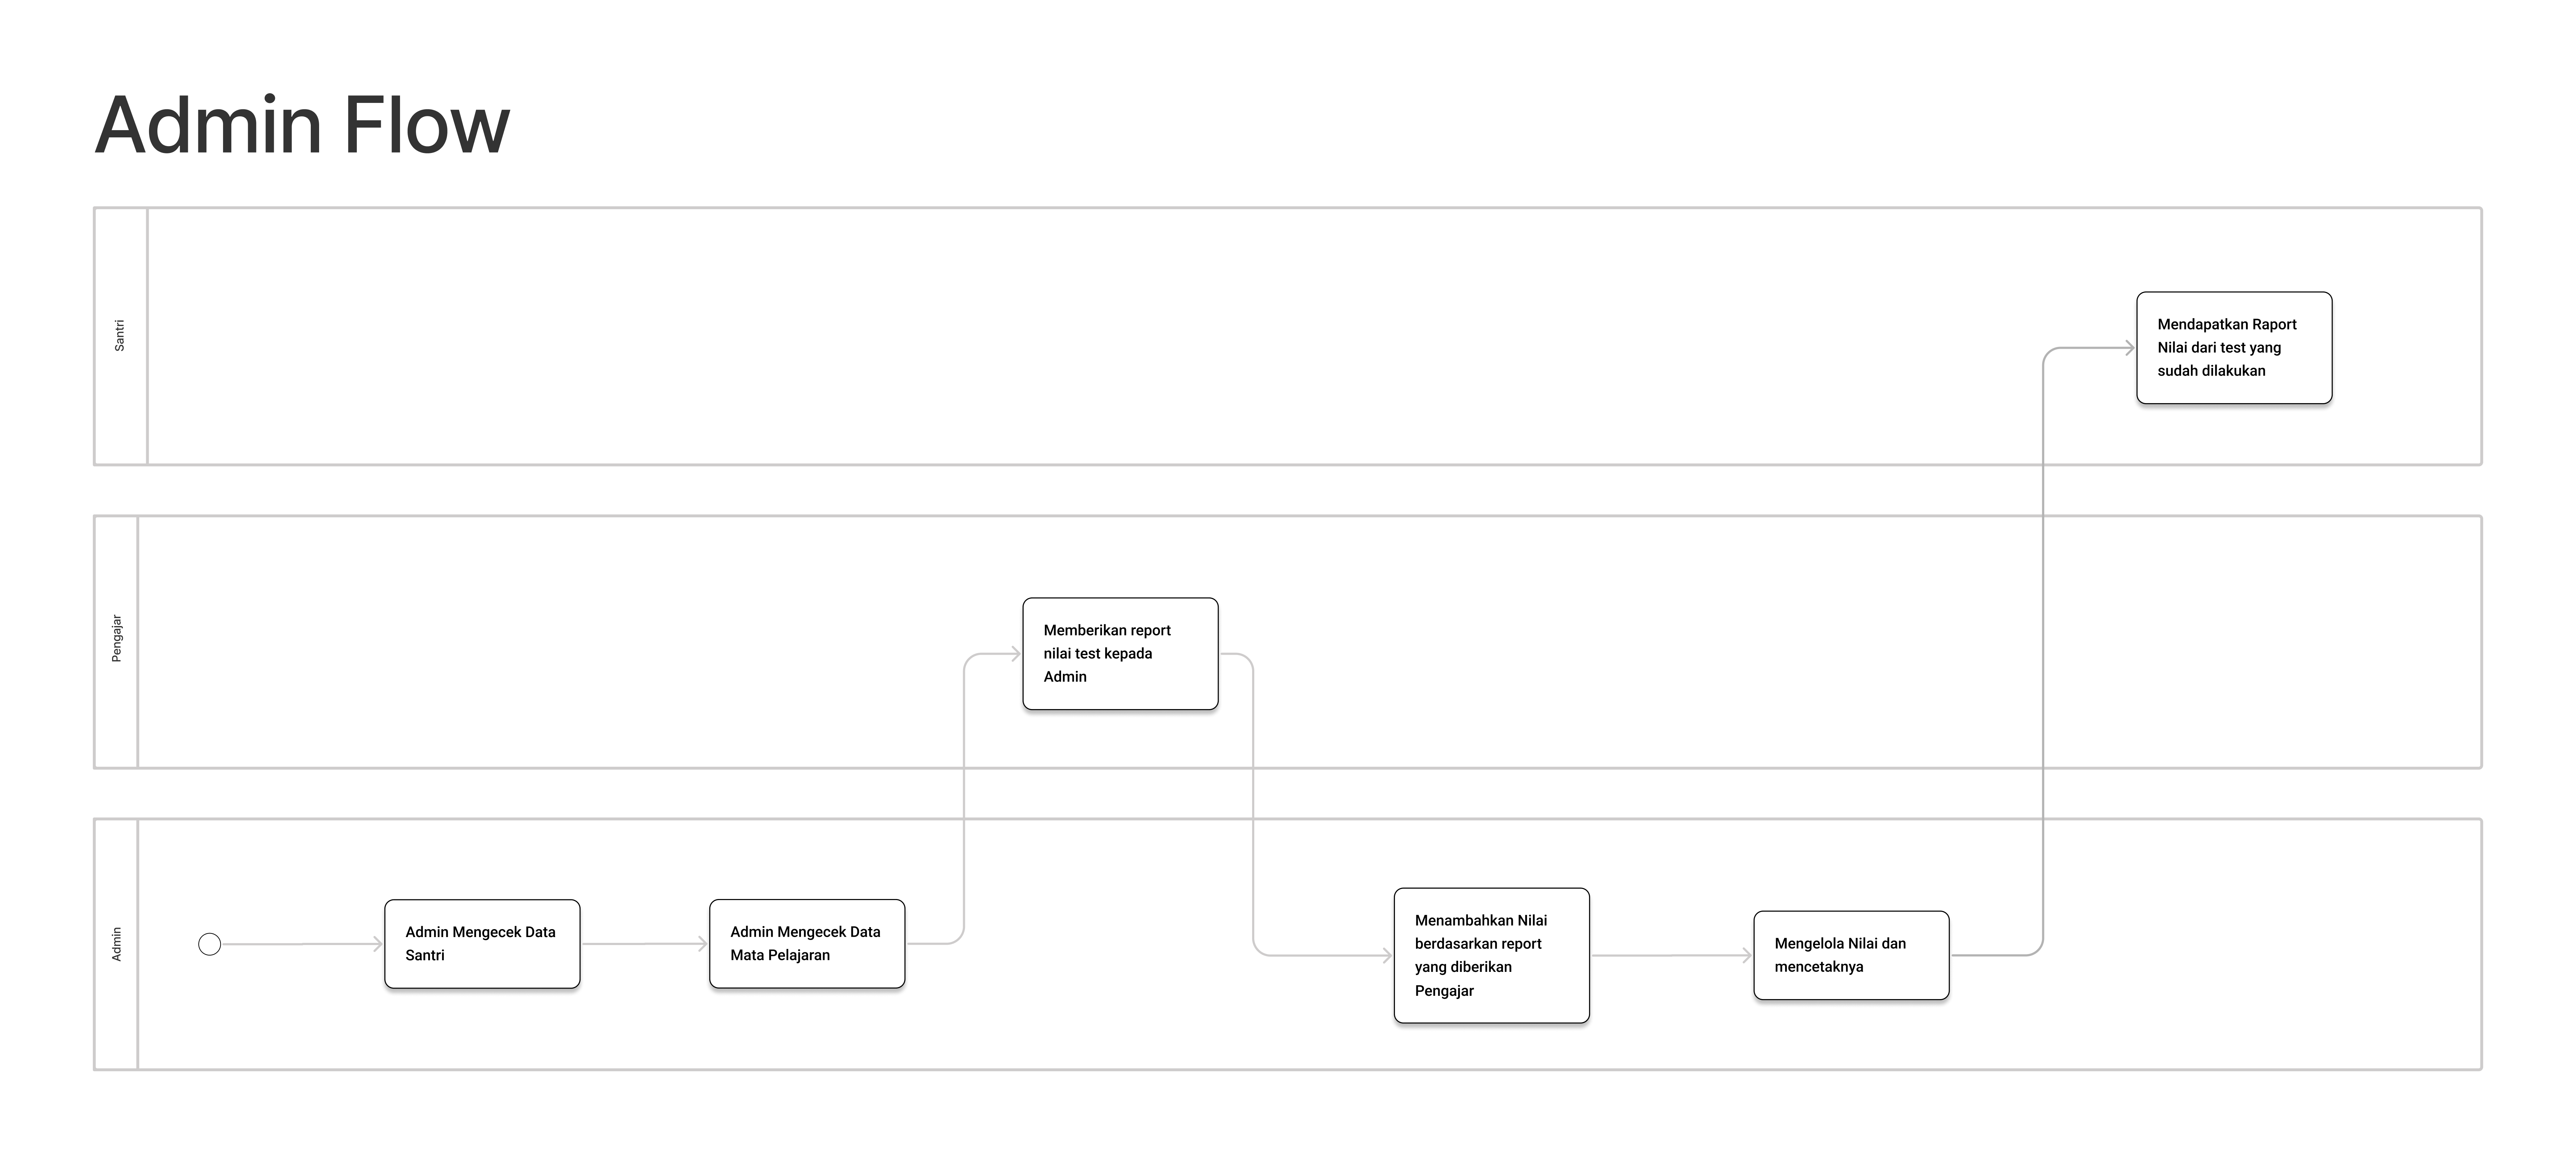 Admin Flow
Santri
Mendapatkan Raport
Nilai dari test yang
sudah dilakukan
Pengajar
Memberikan report
nilai test kepada
Admin
Admin
Admin Mengecek Data
Santri
Admin Mengecek Data
Mata Pelajaran
Menambahkan Nilai
berdasarkan report
yang diberikan
Pengajar
Mengelola Nilai dan
mencetaknya